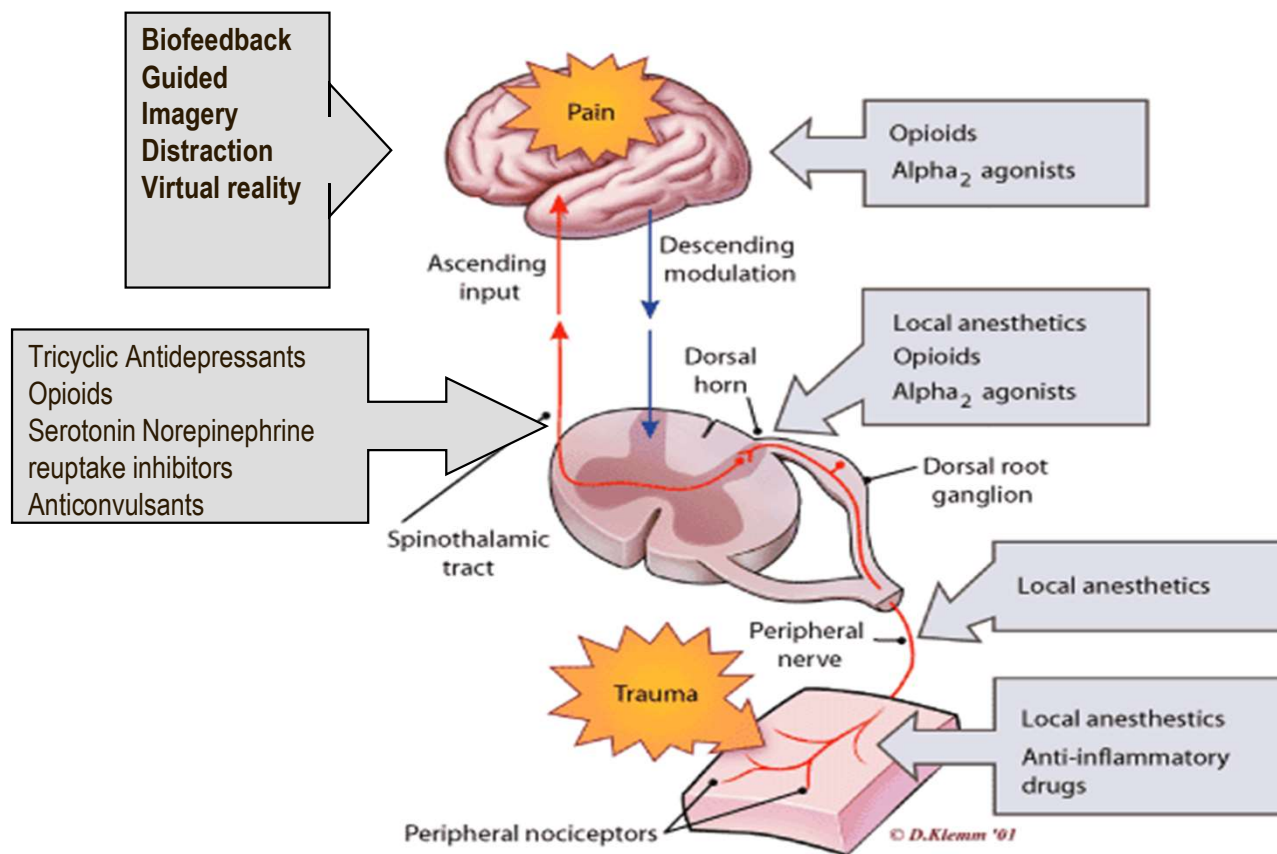 Biofeedback
Guided
Imagery
Distraction
Virtual reality
Pain
Opioids
Alpha2 agonists
Ascending
input
Descending
modulation
Tricyclic Antidepressants
Opioids
Serotonin Norepinephrine
reuptake inhibitors
Anticonvulsants
Local anesthetics
Opioids
Alpha2 agonists
Dorsal
horn
Dorsal root
ganglion
Spinothalamic
tract
Local anesthetics
Peripheral
nerve
Trauma
Local anesthestics
Anti-inflammatory
drugs
Peripheral nociceptors
© D.Klemm '01